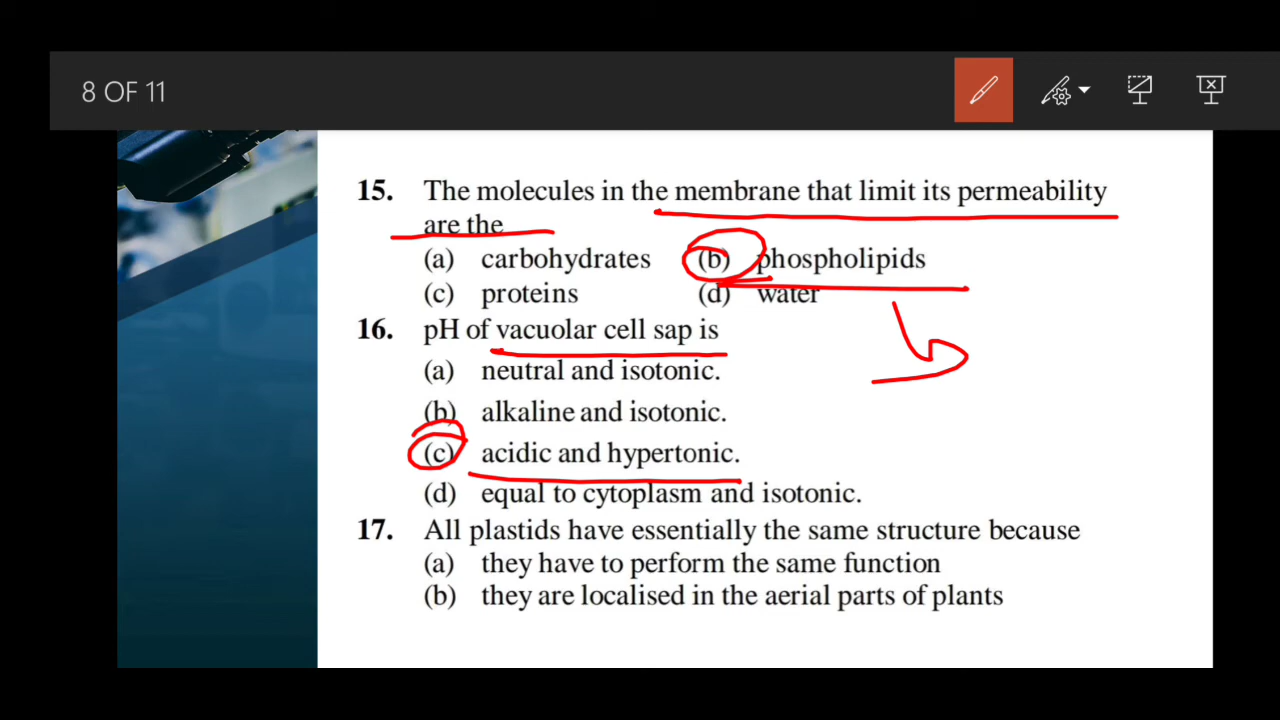 8 OF 11
15. The molecules in the membrane that limit its permeability
are the
(a) carbohydrates (b) phospholipids
(c) proteins (d) water
16. pH of vacuolar cell sap is
(a) neutral and isotonic.
(b) alkaline and isotonic.
(c) acidic and hypertonic.
(d) equal to cytoplasm and isotonic.
17. All plastids have essentially the same structure because
(a) they have to perform the same function
(b) they are localised in the aerial parts of plants